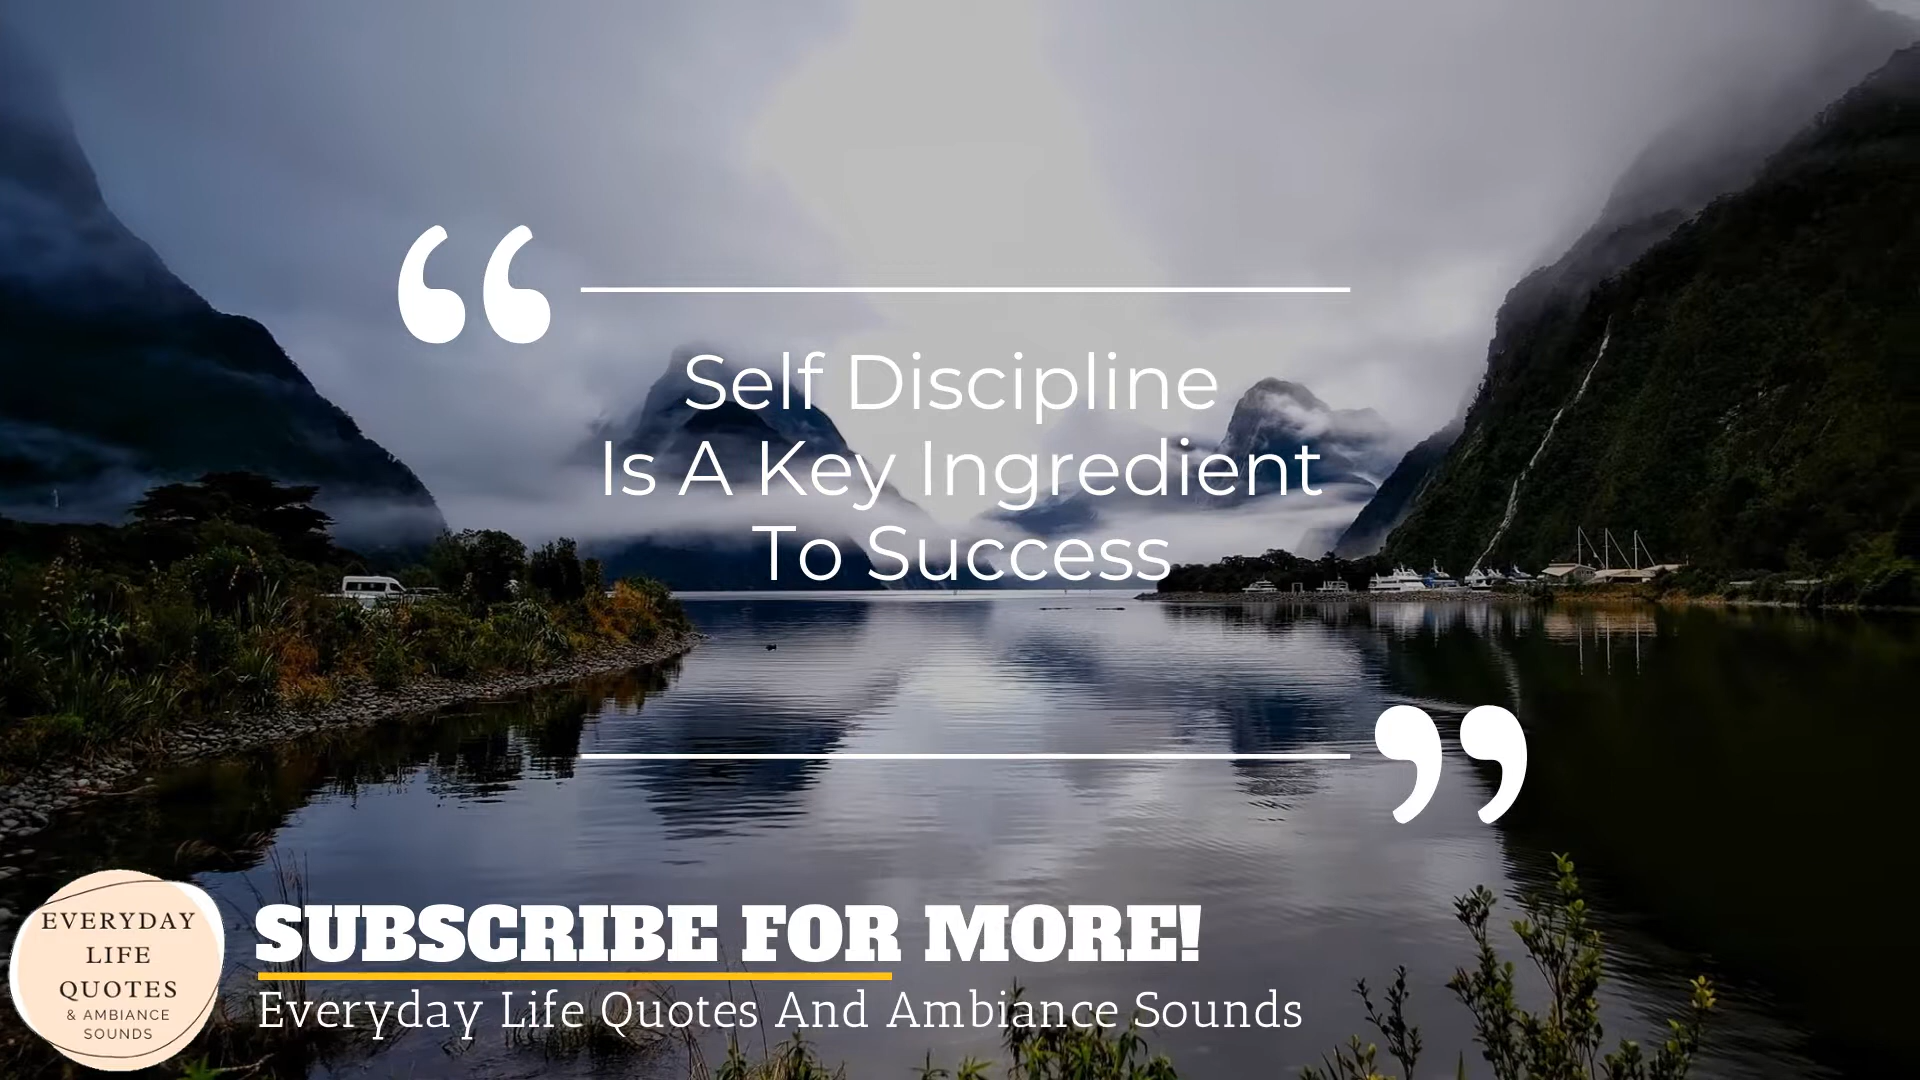 “
Self Discipline
Is A Key Ingredient
To Success
”
EVERYDAY
LIFE
QUOTES
& AMBIANCE
SOUNDS
SUBSCRIBE FOR MORE!
Everyday Life Quotes And Ambiance Sounds